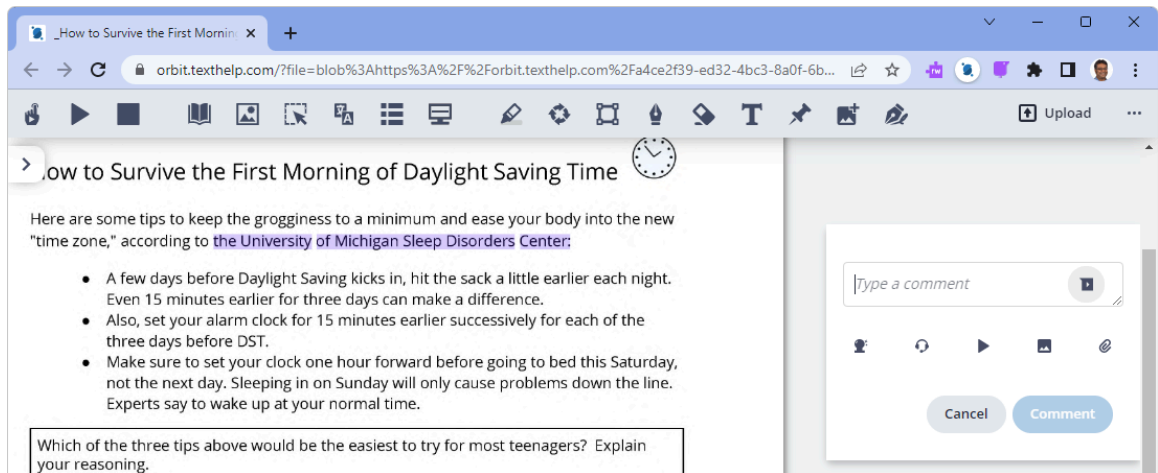 _How to Survive the First Mornin
orbit.texthelp.com/?file=blob%3Ahttps%3A%2F%2Forbit.texthelp.com%2Fa4ce2f39-ed32-4bc3-8a0f-6b...
Upload
ow to Survive the First Morning of Daylight Saving Time
Here are some tips to keep the grogginess to a minimum and ease your body into the new
"time zone," according to the University of Michigan Sleep Disorders Center:
• A few days before Daylight Saving kicks in, hit the sack a little earlier each night.
Even 15 minutes earlier for three days can make a difference.
• Also, set your alarm clock for 15 minutes earlier successively for each of the
three days before DST.
• Make sure to set your clock one hour forward before going to bed this Saturday,
not the next day. Sleeping in on Sunday will only cause problems down the line.
Experts say to wake up at your normal time.
Which of the three tips above would be the easiest to try for most teenagers? Explain
your reasoning.
Type a comment
Cancel
Comment